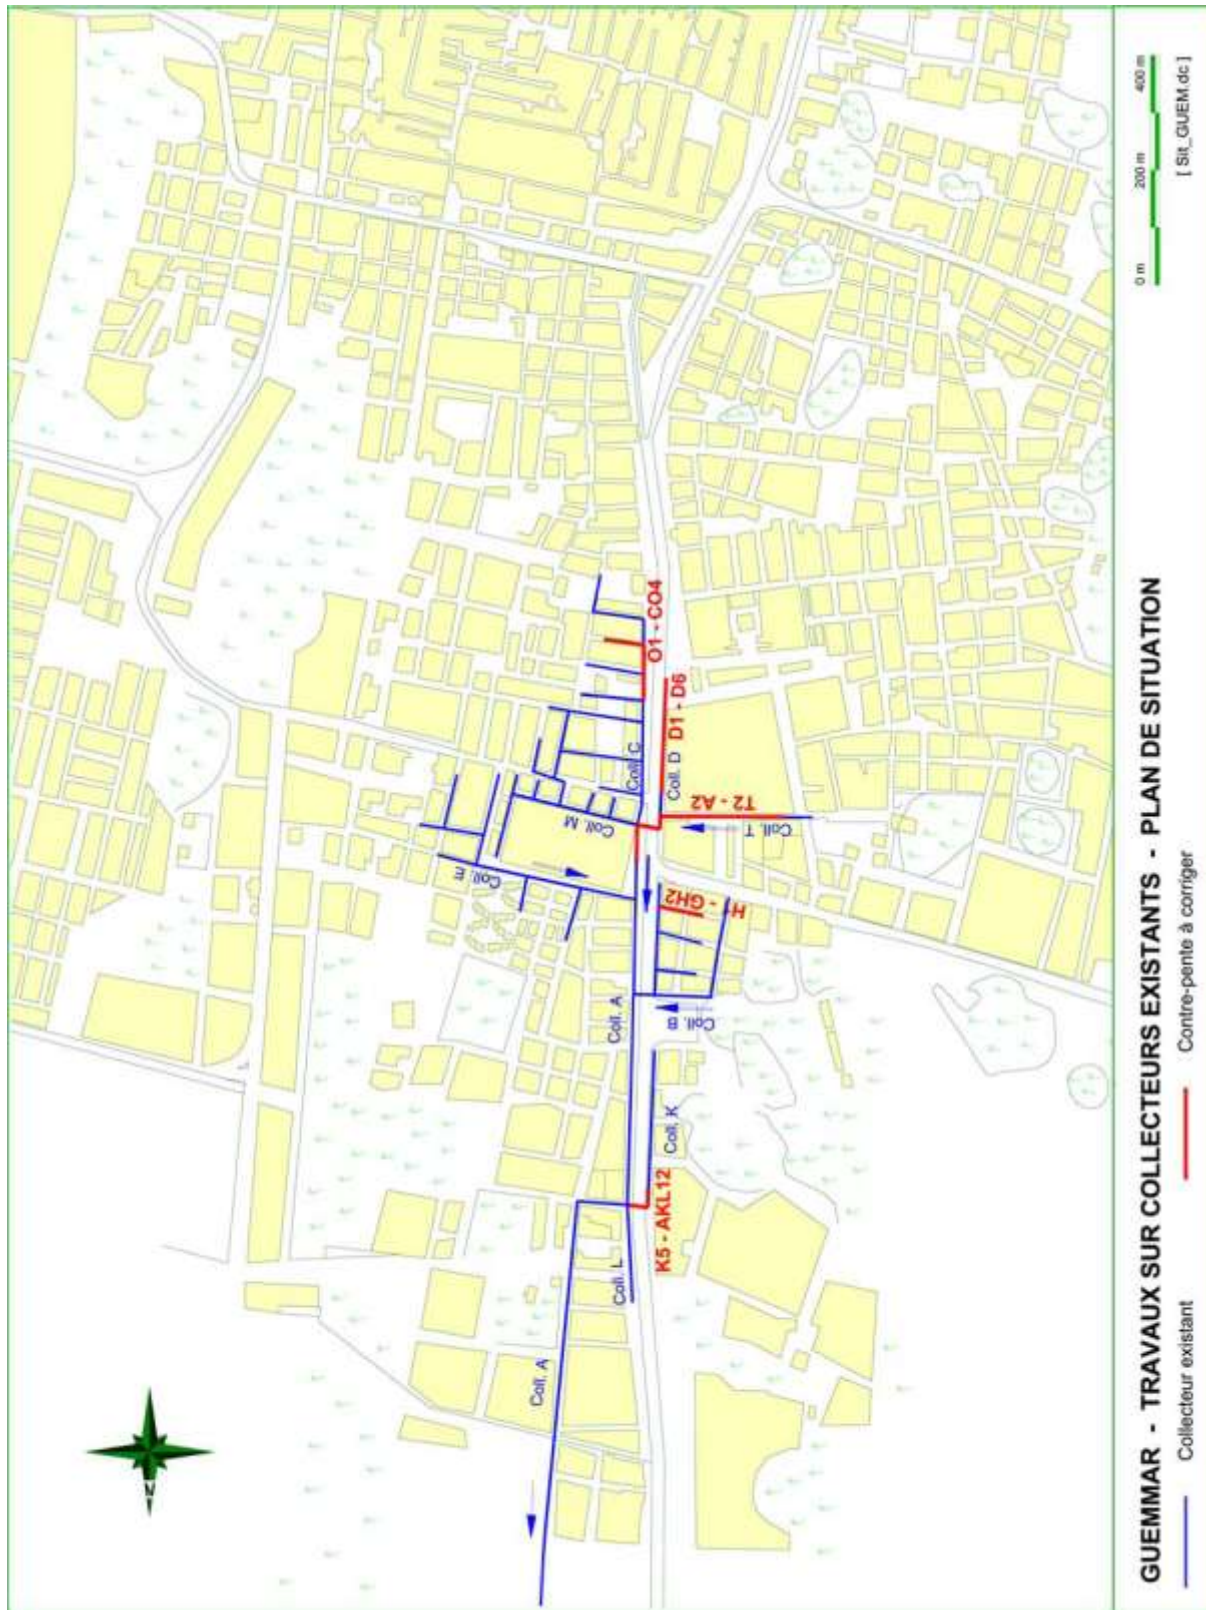 N
Coll. A
Coll. L
K5 - AKL12
Coll. K
Coll. A
Coll. B
H1 - GH2
Coll. E
Coll. M
Coll. T
T2 - A2
Coll. C
Coll. D
D1 - D6
O1 - CO4
GUEMMAR - TRAVAUX SUR COLLECTEURS EXISTANTS - PLAN DE SITUATION
Collecteur existant
Contre-pente à corriger
0 m 200 m 400 m
[ Sit_GUEM.dc ]